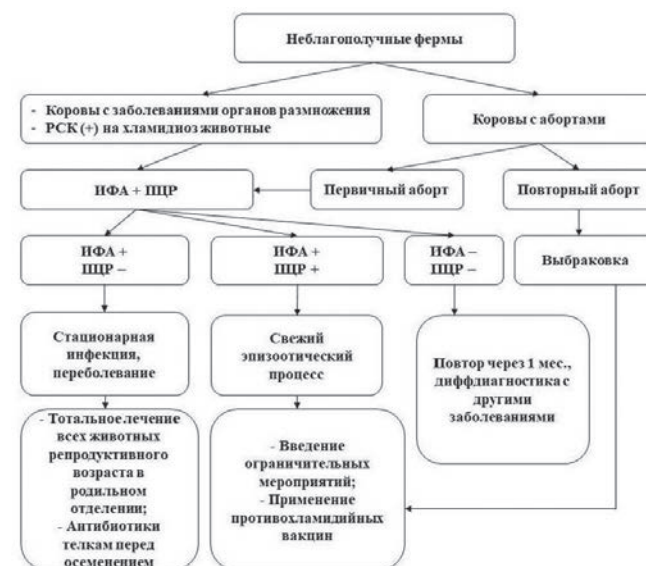 Неблагополучные фермы
- Коровы с заболеваниями органов размножения
- РСК (+) на хламидиоз животные
Коровы с абортами
ИФА + ПЦР
Первичный аборт
Повторный аборт
ИФА +
ПЦР –
ИФА +
ПЦР +
ИФА –
ПЦР –
Выбраковка
Стационарная
инфекция,
переболевание
Свежий
эпизоотический
процесс
Повтор через 1 мес.,
диффдиагностика с
другими
заболеваниями
- Тотальное лечение
всех животных
репродуктивного
возраста в
родильном
отделении;
- Антибиотики
телкам перед
осеменением
- Введение
ограничительных
мероприятий;
- Применение
противохламидийных
вакцин